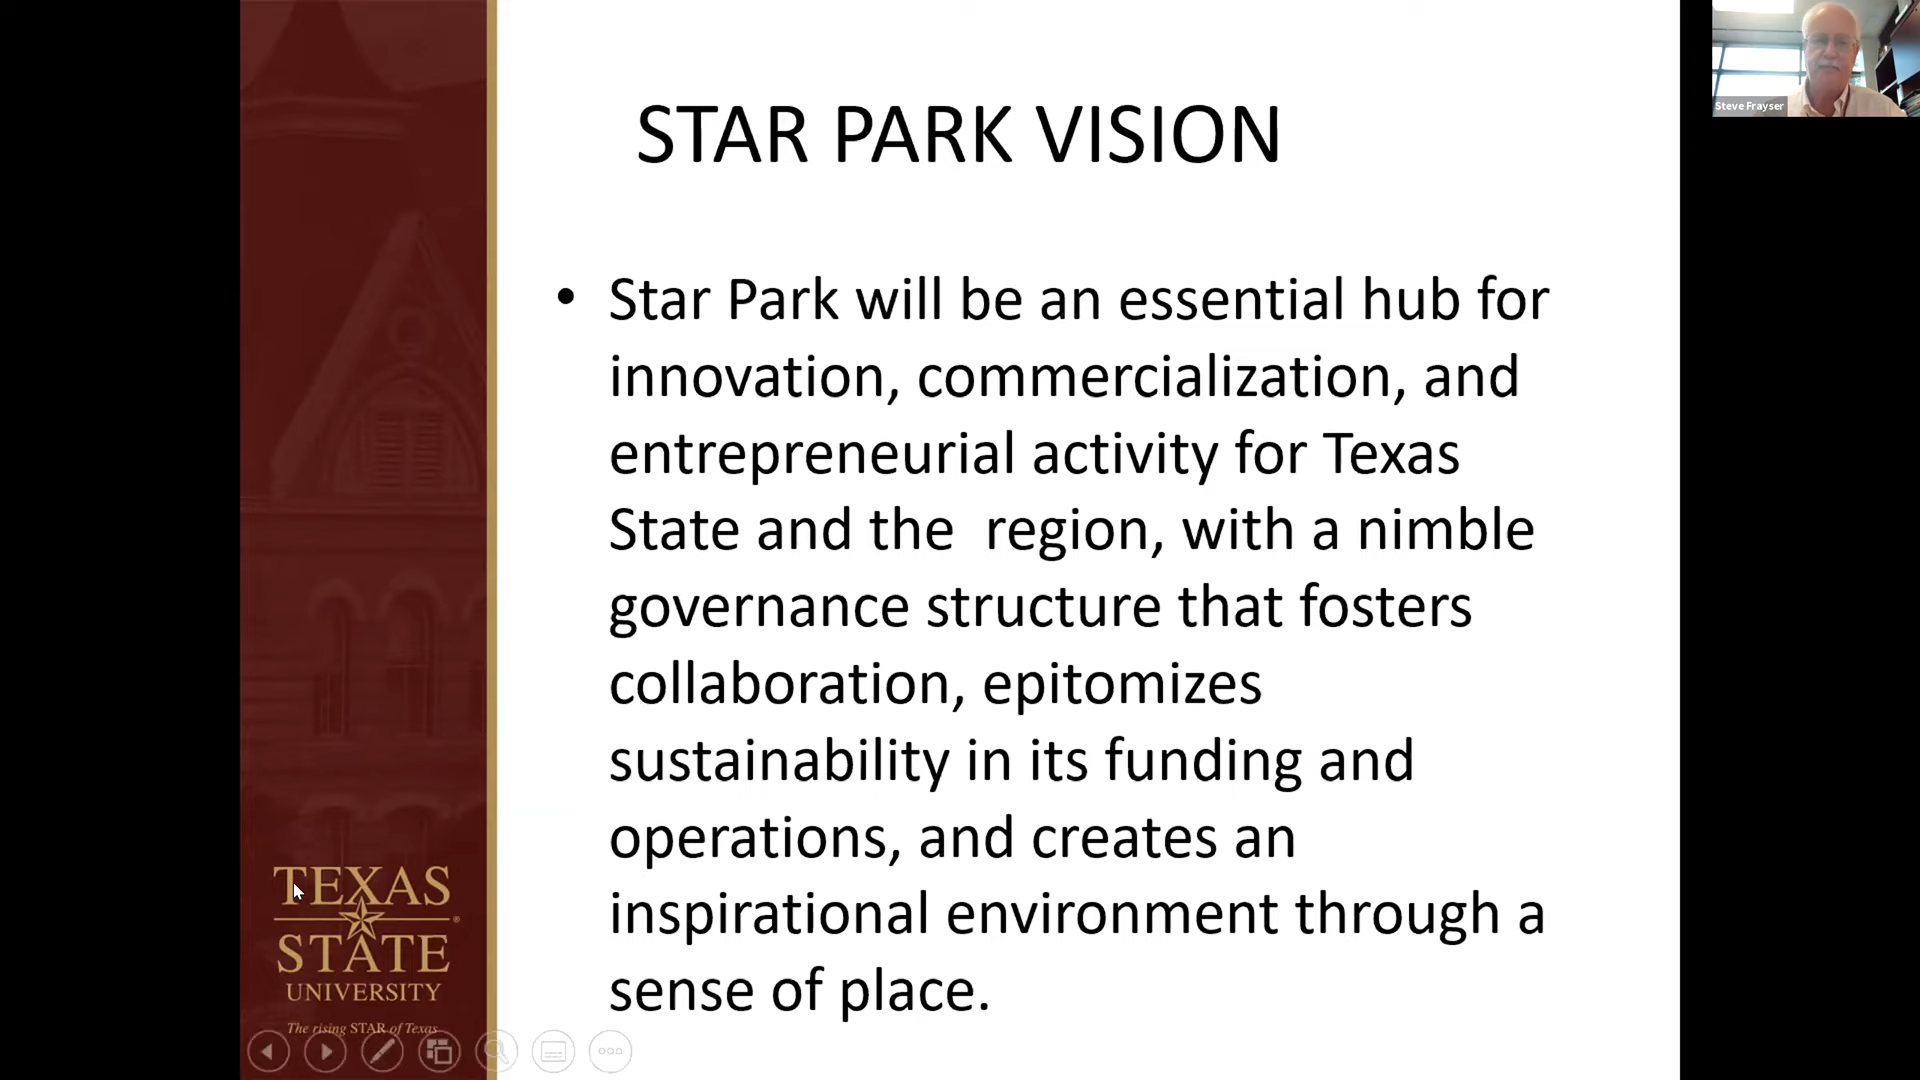 STAR PARK VISION
Steve Frayser
• Star Park will be an essential hub for
innovation, commercialization, and
entrepreneurial activity for Texas
State and the  region, with a nimble
governance structure that fosters
collaboration, epitomizes
sustainability in its funding and
operations, and creates an
inspirational environment through a
sense of place.
TEXAS
STATE
®
UNIVERSITY
The rising STAR of Texas